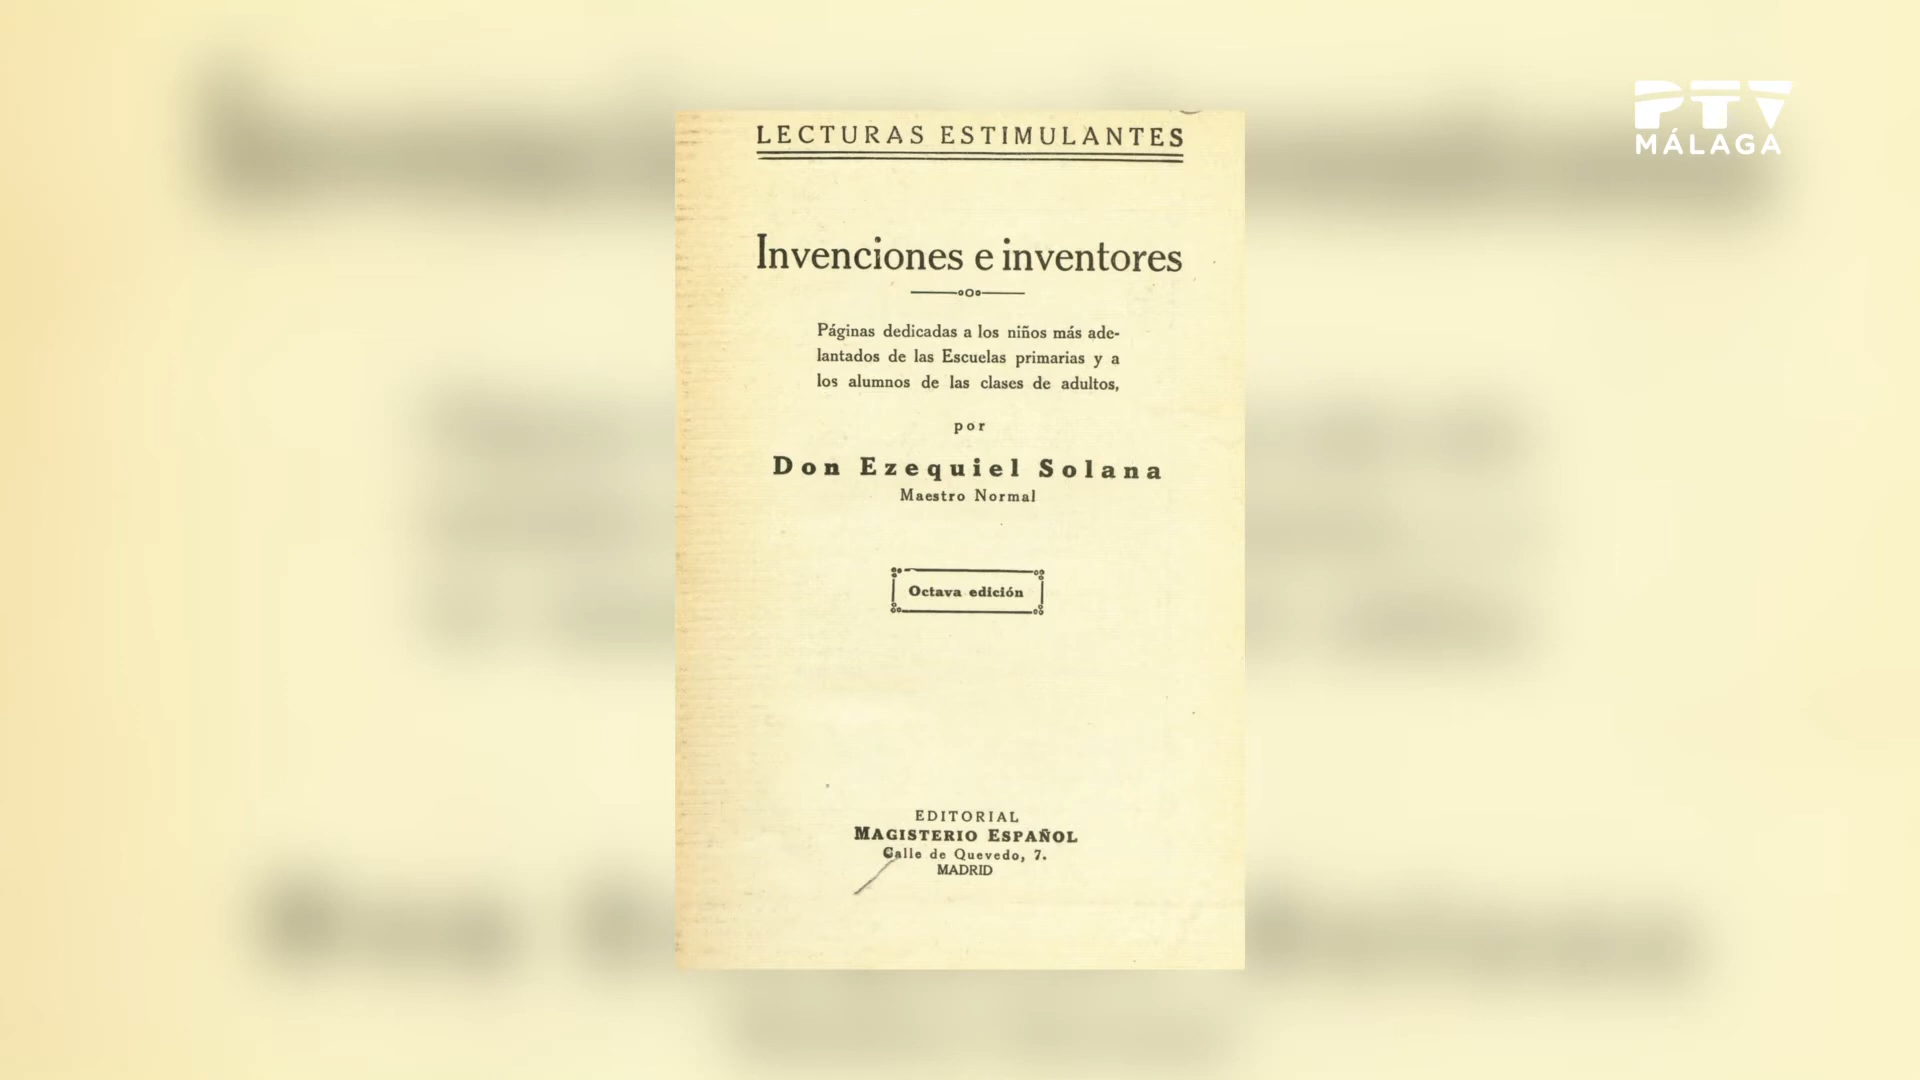 LECTURAS ESTIMULANTES
Invenciones e inventores
Páginas dedicadas a los niños más ade-
lantados de las Escuelas primarias y a
los alumnos de las clases de adultos,
por
Don Ezequiel Solana
Maestro Normal
Octava edición
EDITORIAL
MAGISTERIO ESPAÑOL
Calle de Quevedo, 7.
MADRID
PTV
MÁLAGA